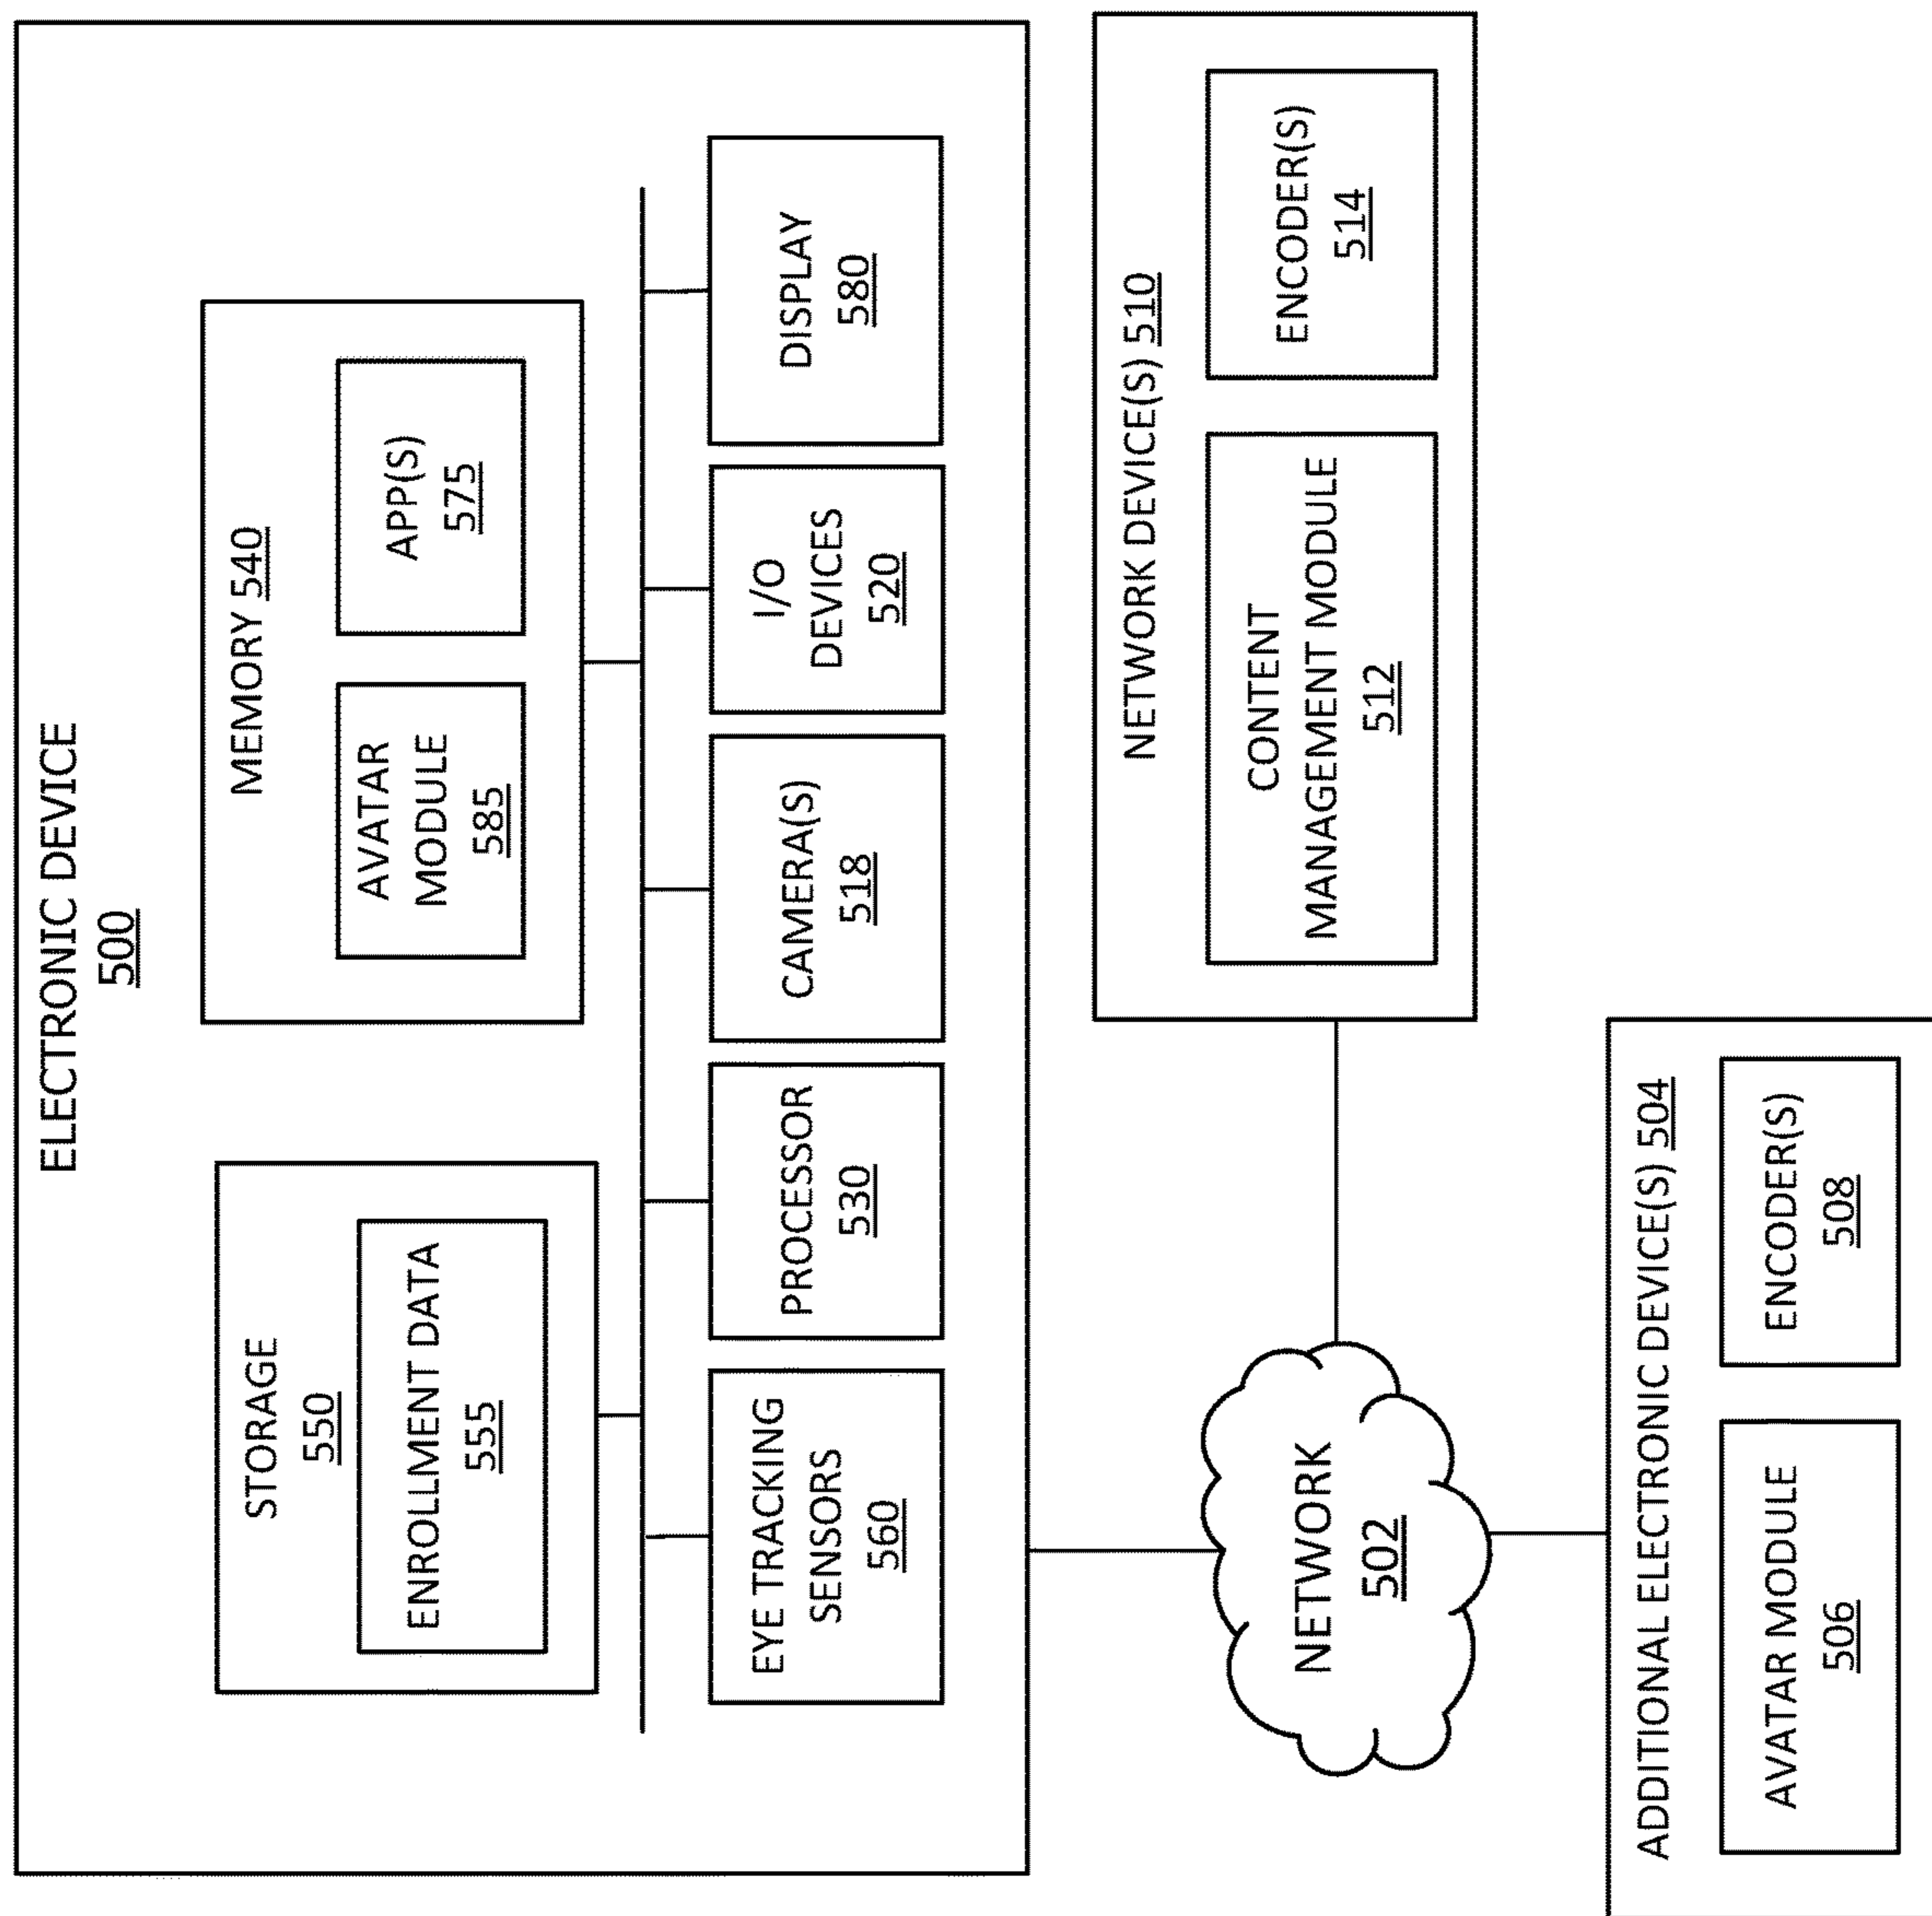 ELECTRONIC DEVICE
500
STORAGE
550
ENROLLMENT DATA
555
MEMORY 540
AVATAR
MODULE
585
APP(S)
575
EYE TRACKING
SENSORS
560
PROCESSOR
530
CAMERA(S)
518
I/O
DEVICES
520
DISPLAY
580
NETWORK
502
NETWORK DEVICE(S) 510
CONTENT
MANAGEMENT MODULE
512
ENCODER(S)
514
ADDITIONAL ELECTRONIC DEVICE(S) 504
AVATAR MODULE
506
ENCODER(S)
508